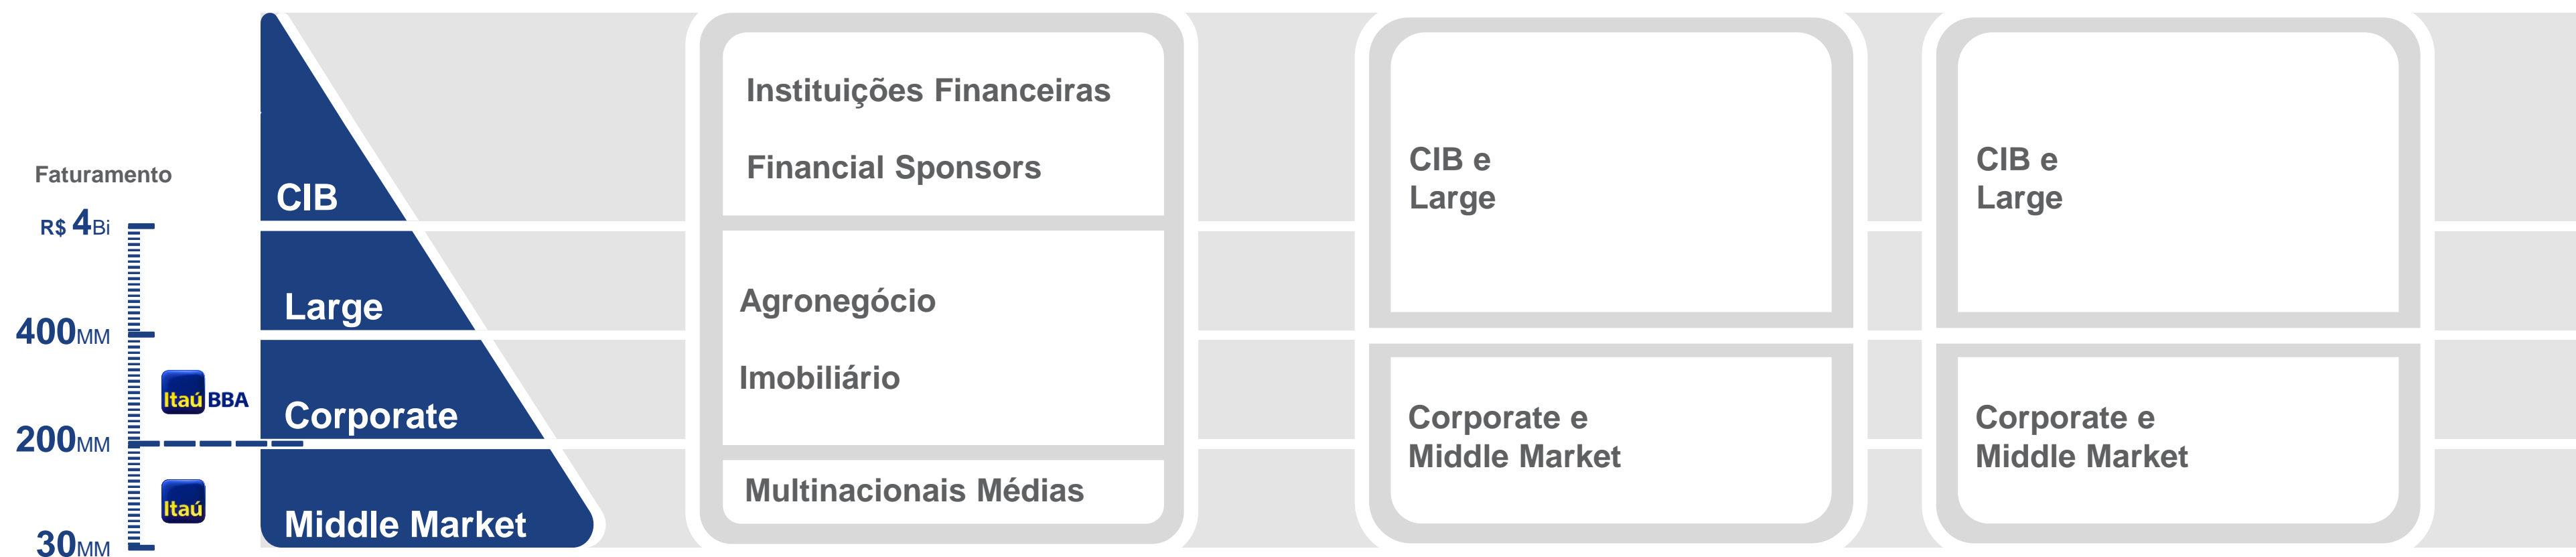 Faturamento
R$ 4Bi
400MM
200MM
30MM
Itaú BBA
Itaú
CIB
Large
Corporate
Middle Market
Instituições Financeiras
Financial Sponsors
Agronegócio
Imobiliário
Multinacionais Médias
CIB e
Large
Corporate e
Middle Market
CIB e
Large
Corporate e
Middle Market